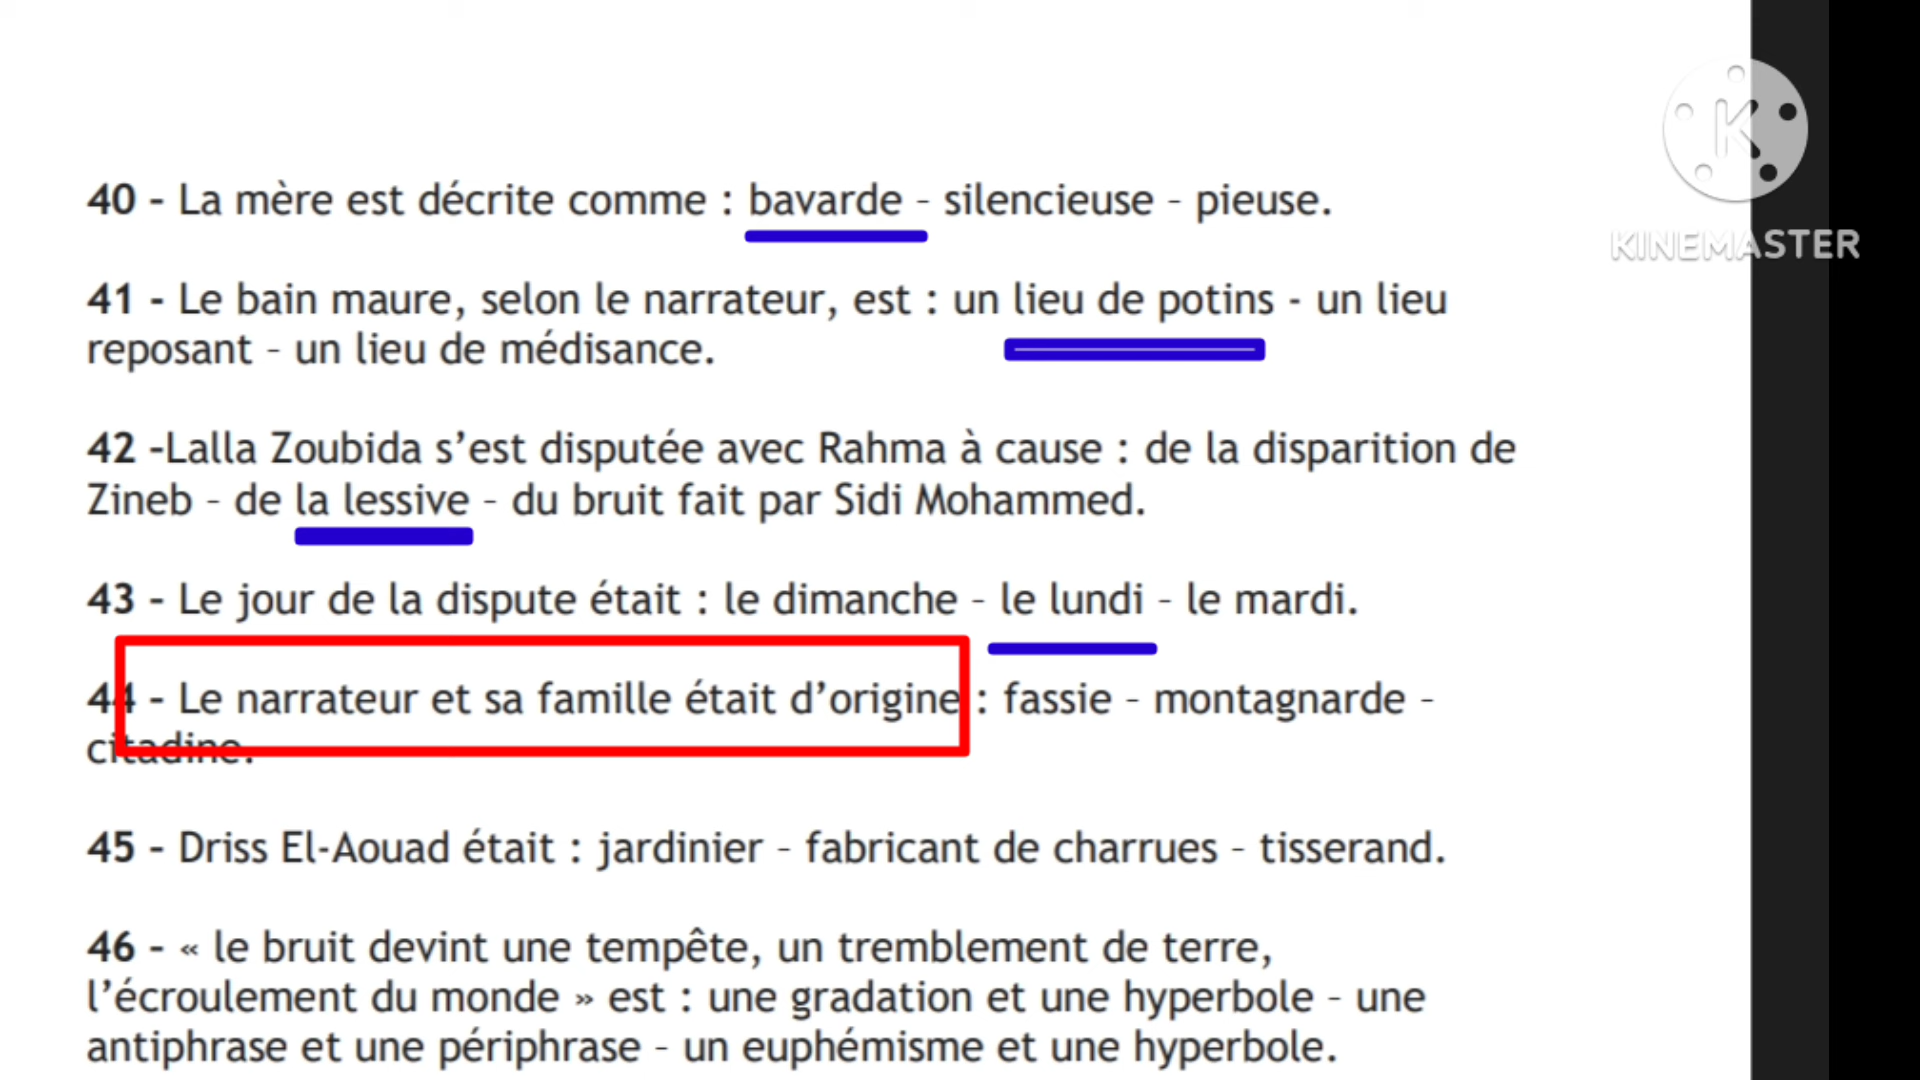 40 – La mère est décrite comme : bavarde – silencieuse – pieuse.
41 - Le bain maure, selon le narrateur, est : un lieu de potins - un lieu
reposant – un lieu de médisance.
42 –Lalla Zoubida s’est disputée avec Rahma à cause : de la disparition de
Zineb – de la lessive – du bruit fait par Sidi Mohammed.
43 – Le jour de la dispute était : le dimanche – le lundi – le mardi.
44 – Le narrateur et sa famille était d’origine : fassie – montagnarde –
citadine.
45 – Driss El-Aouad était : jardinier – fabricant de charrues – tisserand.
46 – « le bruit devint une tempête, un tremblement de terre,
l’écroulement du monde » est : une gradation et une hyperbole – une
antiphrase et une périphrase – un euphémisme et une hyperbole.
K
KINEMASTER